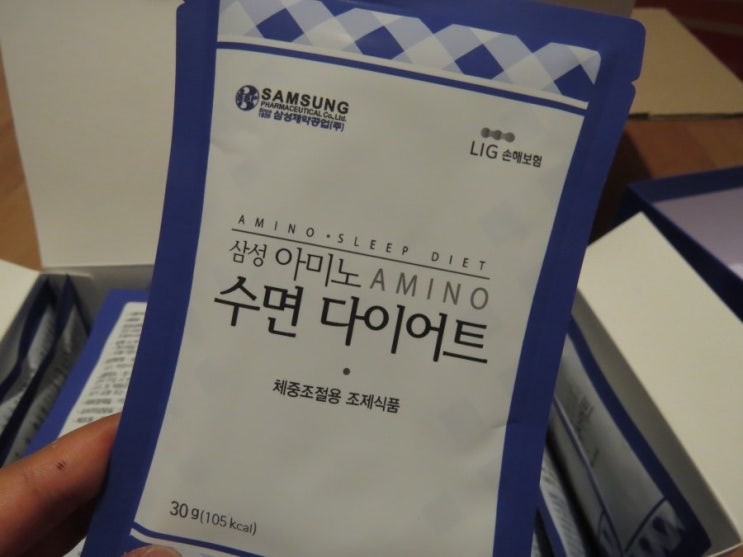 SAMSUNG
PHARMACEUTICAL Co., Ltd.
삼성제약공업(주)
LIG 손해보험
AMINO • SLEEP DIET
삼성 아미노 AMINO
수면 다이어트
체중조절용 조제식품
30g(105 kcal)